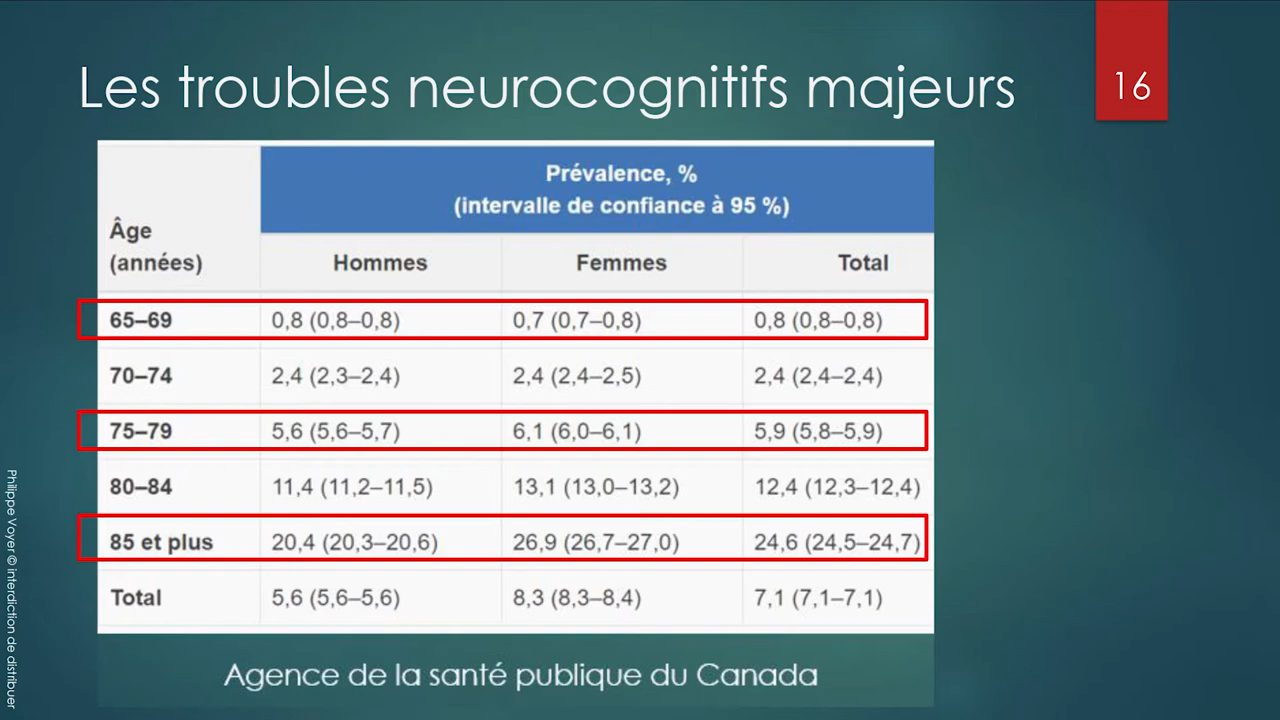 Les troubles neurocognitifs majeurs
16
Prévalence, %
(intervalle de confiance à 95 %)
Âge
(années)
Hommes Femmes Total
65–69 0,8 (0,8–0,8) 0,7 (0,7–0,8) 0,8 (0,8–0,8)
70–74 2,4 (2,3–2,4) 2,4 (2,4–2,5) 2,4 (2,4–2,4)
75–79 5,6 (5,6–5,7) 6,1 (6,0–6,1) 5,9 (5,8–5,9)
80–84 11,4 (11,2–11,5) 13,1 (13,0–13,2) 12,4 (12,3–12,4)
85 et plus 20,4 (20,3–20,6) 26,9 (26,7–27,0) 24,6 (24,5–24,7)
Total 5,6 (5,6–5,6) 8,3 (8,3–8,4) 7,1 (7,1–7,1)
Agence de la santé publique du Canada
Philippe Voyer © interdiction de distribuer